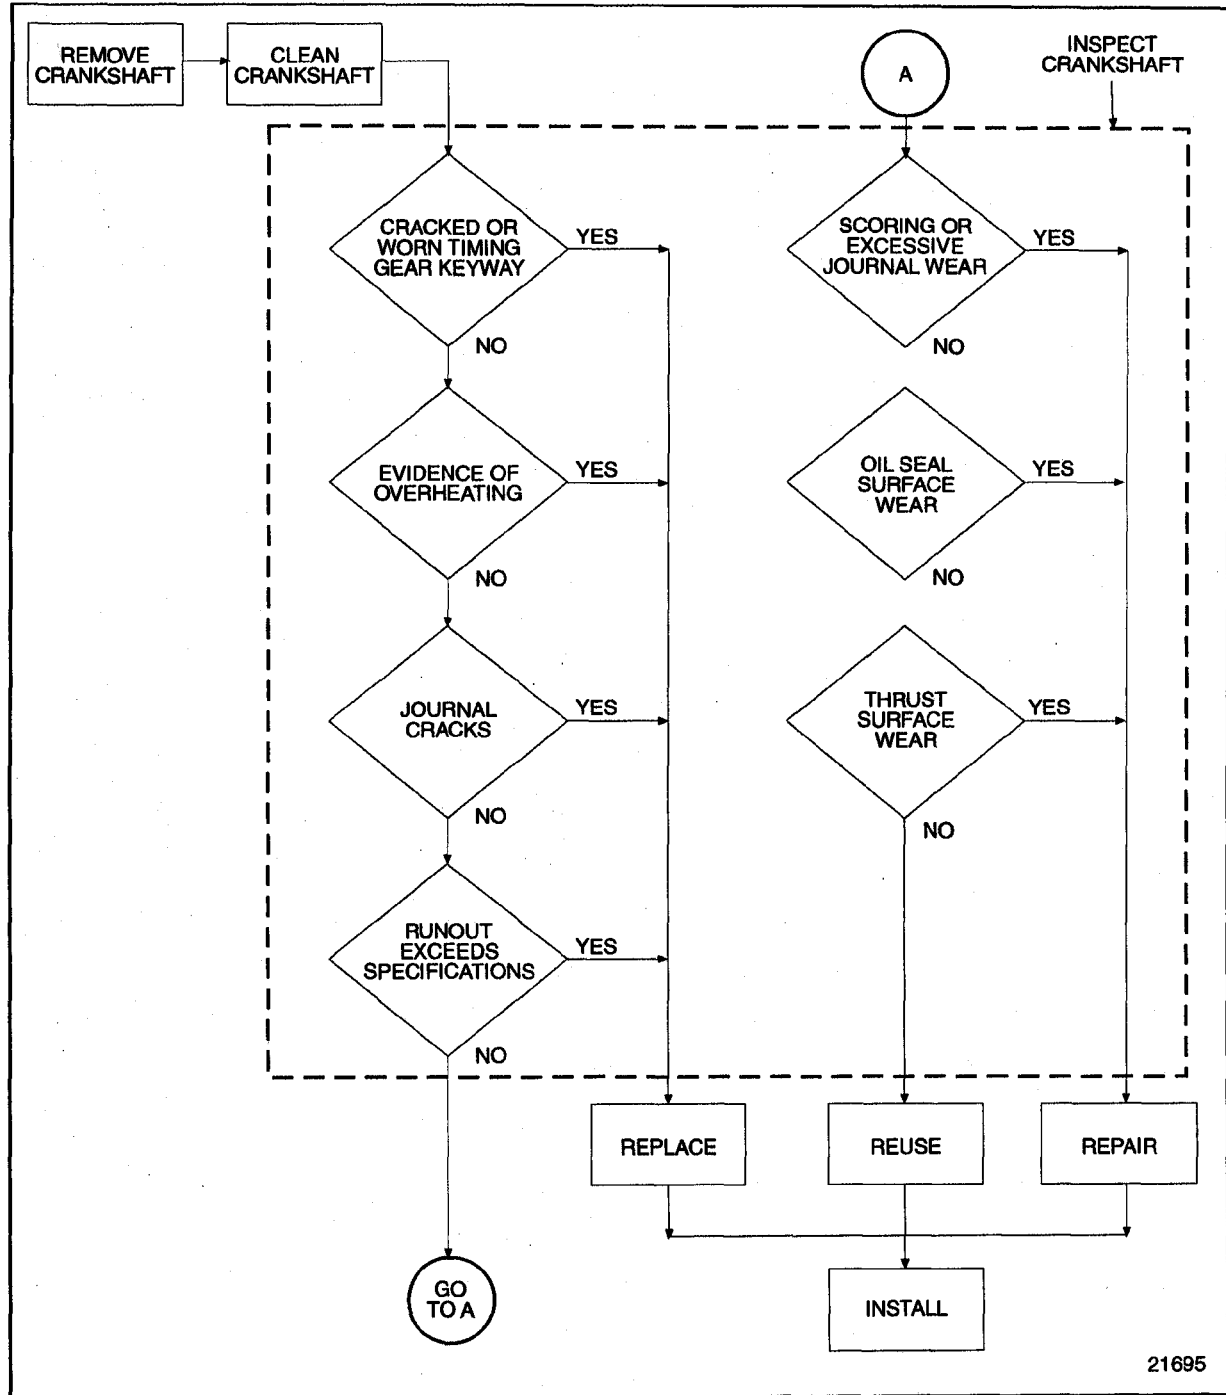 REMOVE
CRANKSHAFT
CLEAN
CRANKSHAFT
A
INSPECT
CRANKSHAFT
CRACKED OR
WORN TIMING
GEAR KEYWAY
YES
NO
EVIDENCE OF
OVERHEATING
YES
NO
JOURNAL
CRACKS
YES
NO
RUNOUT
EXCEEDS
SPECIFICATIONS
YES
NO
GO
TO A
SCORING OR
EXCESSIVE
JOURNAL WEAR
YES
NO
OIL SEAL
SURFACE
WEAR
YES
NO
THRUST
SURFACE
WEAR
YES
NO
REPLACE
REUSE
REPAIR
INSTALL
21695